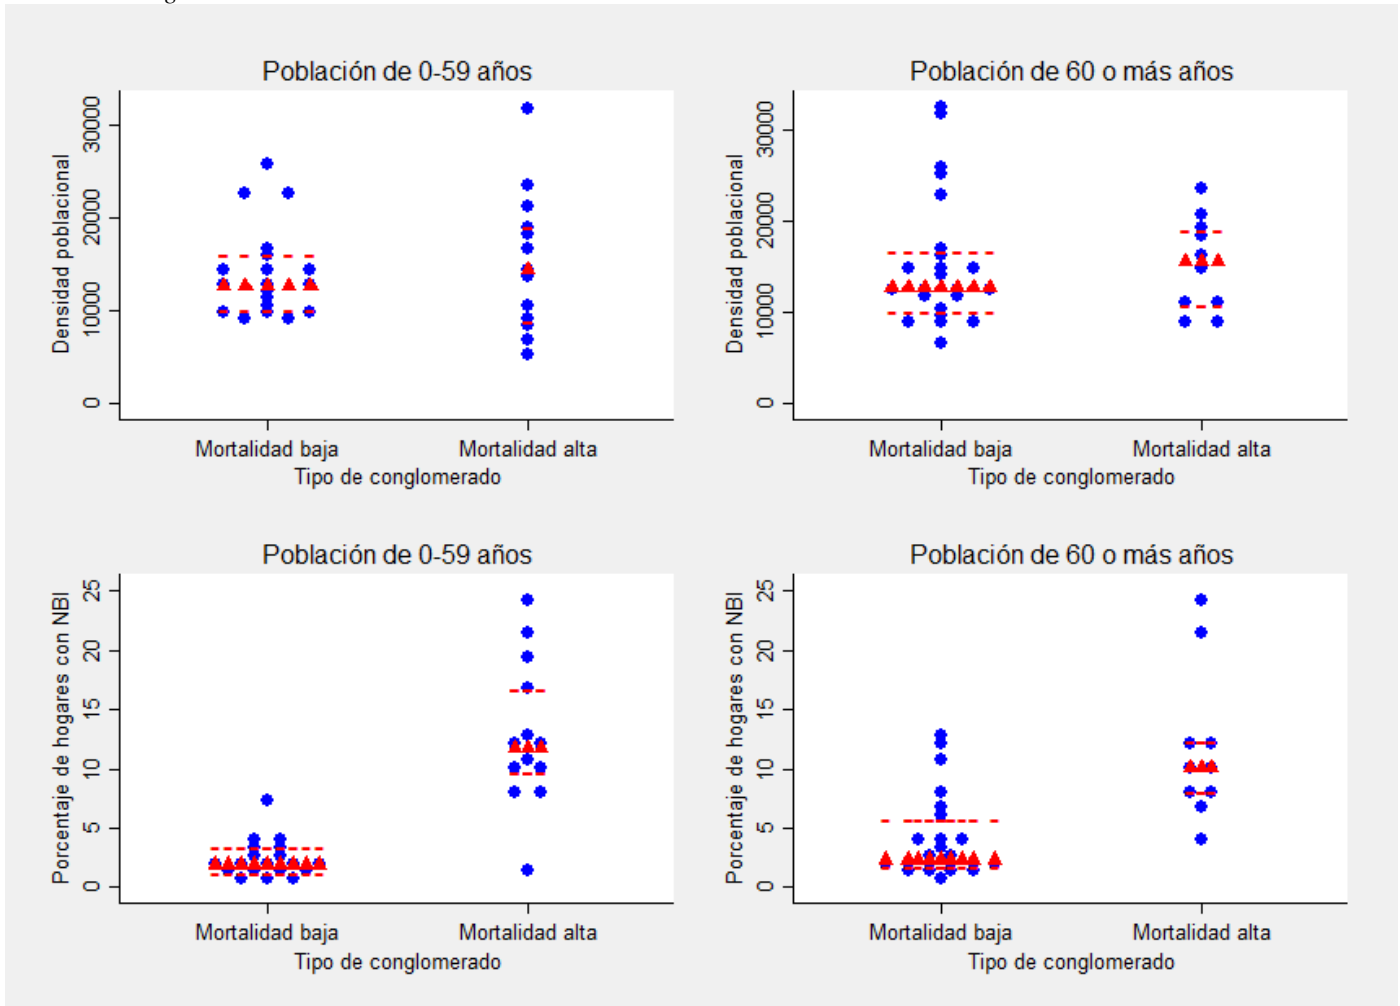 Población de 0-59 años
Densidad poblacional
30000
20000
10000
0
Mortalidad baja Mortalidad alta
Tipo de conglomerado
Población de 60 o más años
Densidad poblacional
30000
20000
10000
0
Mortalidad baja Mortalidad alta
Tipo de conglomerado
Población de 0-59 años
Porcentaje de hogares con NBI
25
20
15
10
5
0
Mortalidad baja Mortalidad alta
Tipo de conglomerado
Población de 60 o más años
Porcentaje de hogares con NBI
25
20
15
10
5
0
Mortalidad baja Mortalidad alta
Tipo de conglomerado